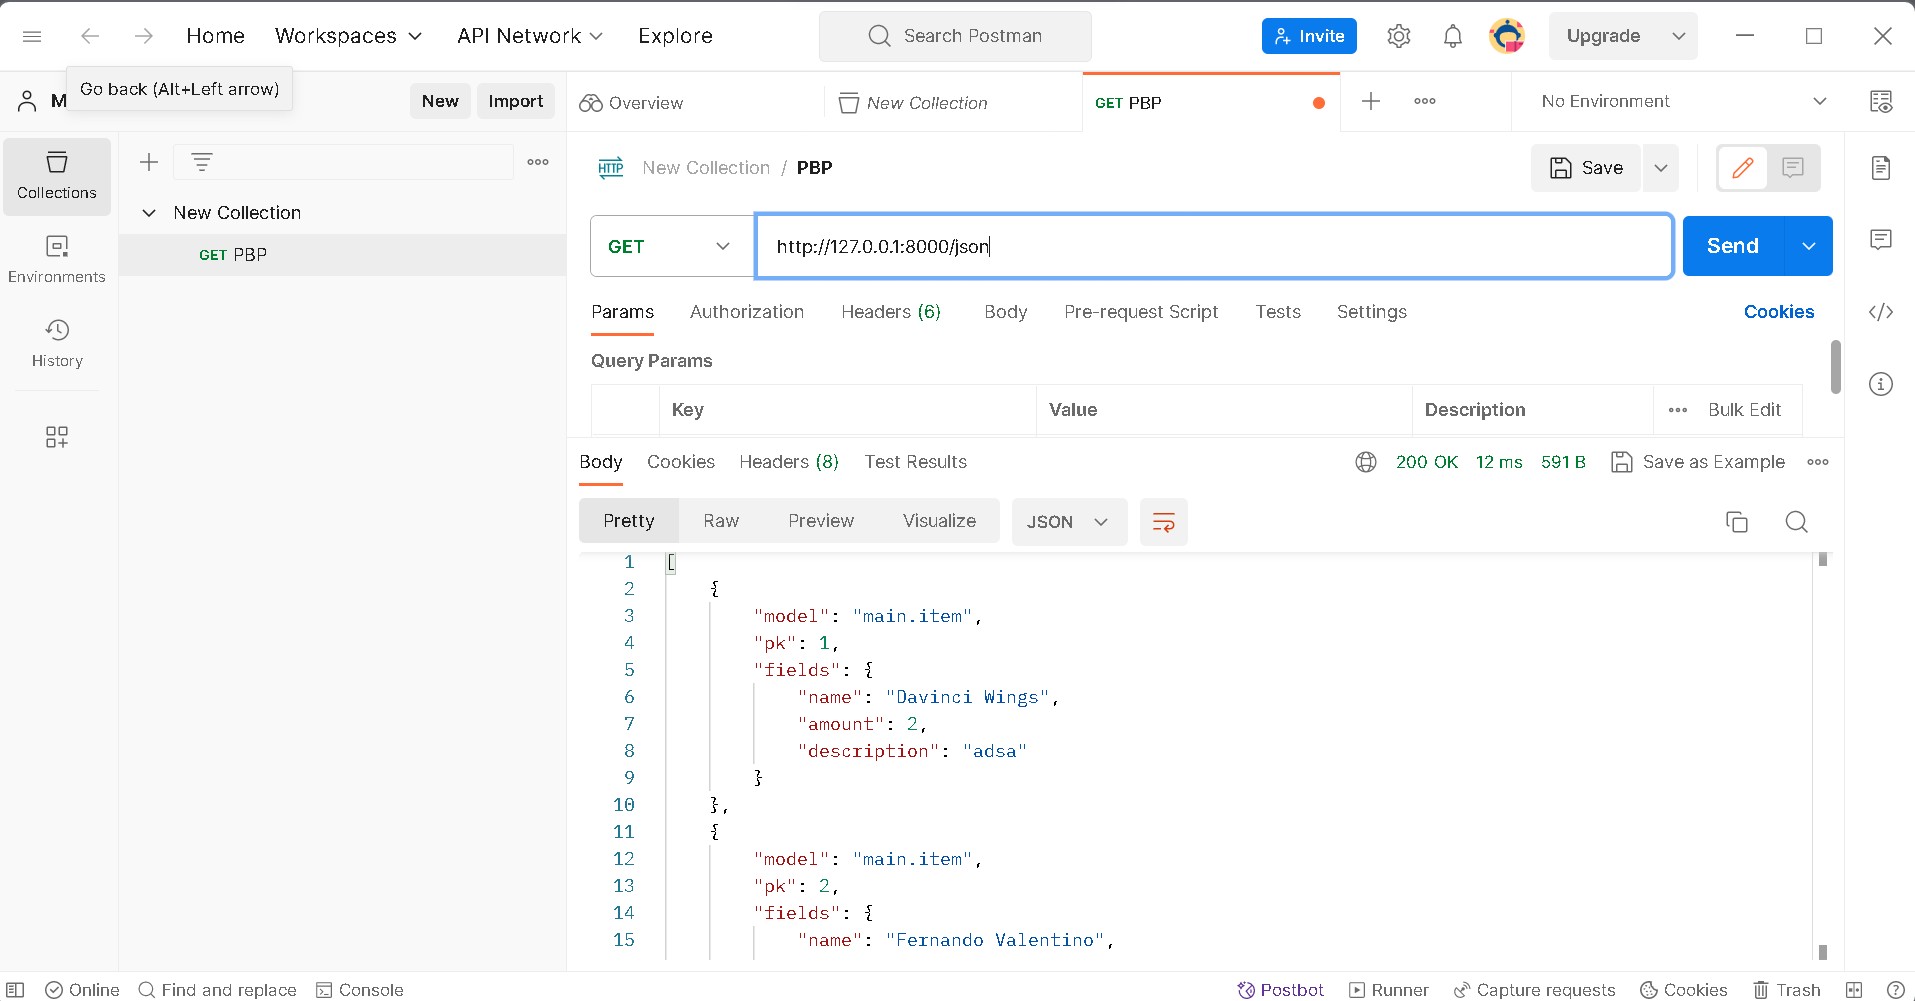 Home Workspaces API Network Explore Search Postman Invite Upgrade
Go back (Alt+Left arrow)
M New Import Overview New Collection GET PBP No Environment
Collections
Environments
History
New Collection
GET PBP
HTTP New Collection / PBP Save
GET http://127.0.0.1:8000/json Send
Params Authorization Headers (6) Body Pre-request Script Tests Settings Cookies
Query Params
Key Value Description Bulk Edit
Body Cookies Headers (8) Test Results 200 OK 12 ms 591 B Save as Example
Pretty Raw Preview Visualize JSON
1 [
2 {
3 "model": "main.item",
4 "pk": 1,
5 "fields": {
6 "name": "Davinci Wings",
7 "amount": 2,
8 "description": "adsa"
9 }
10 },
11 {
12 "model": "main.item",
13 "pk": 2,
14 "fields": {
15 "name": "Fernando Valentino",
Online Find and replace Console Postbot Runner Capture requests Cookies Trash